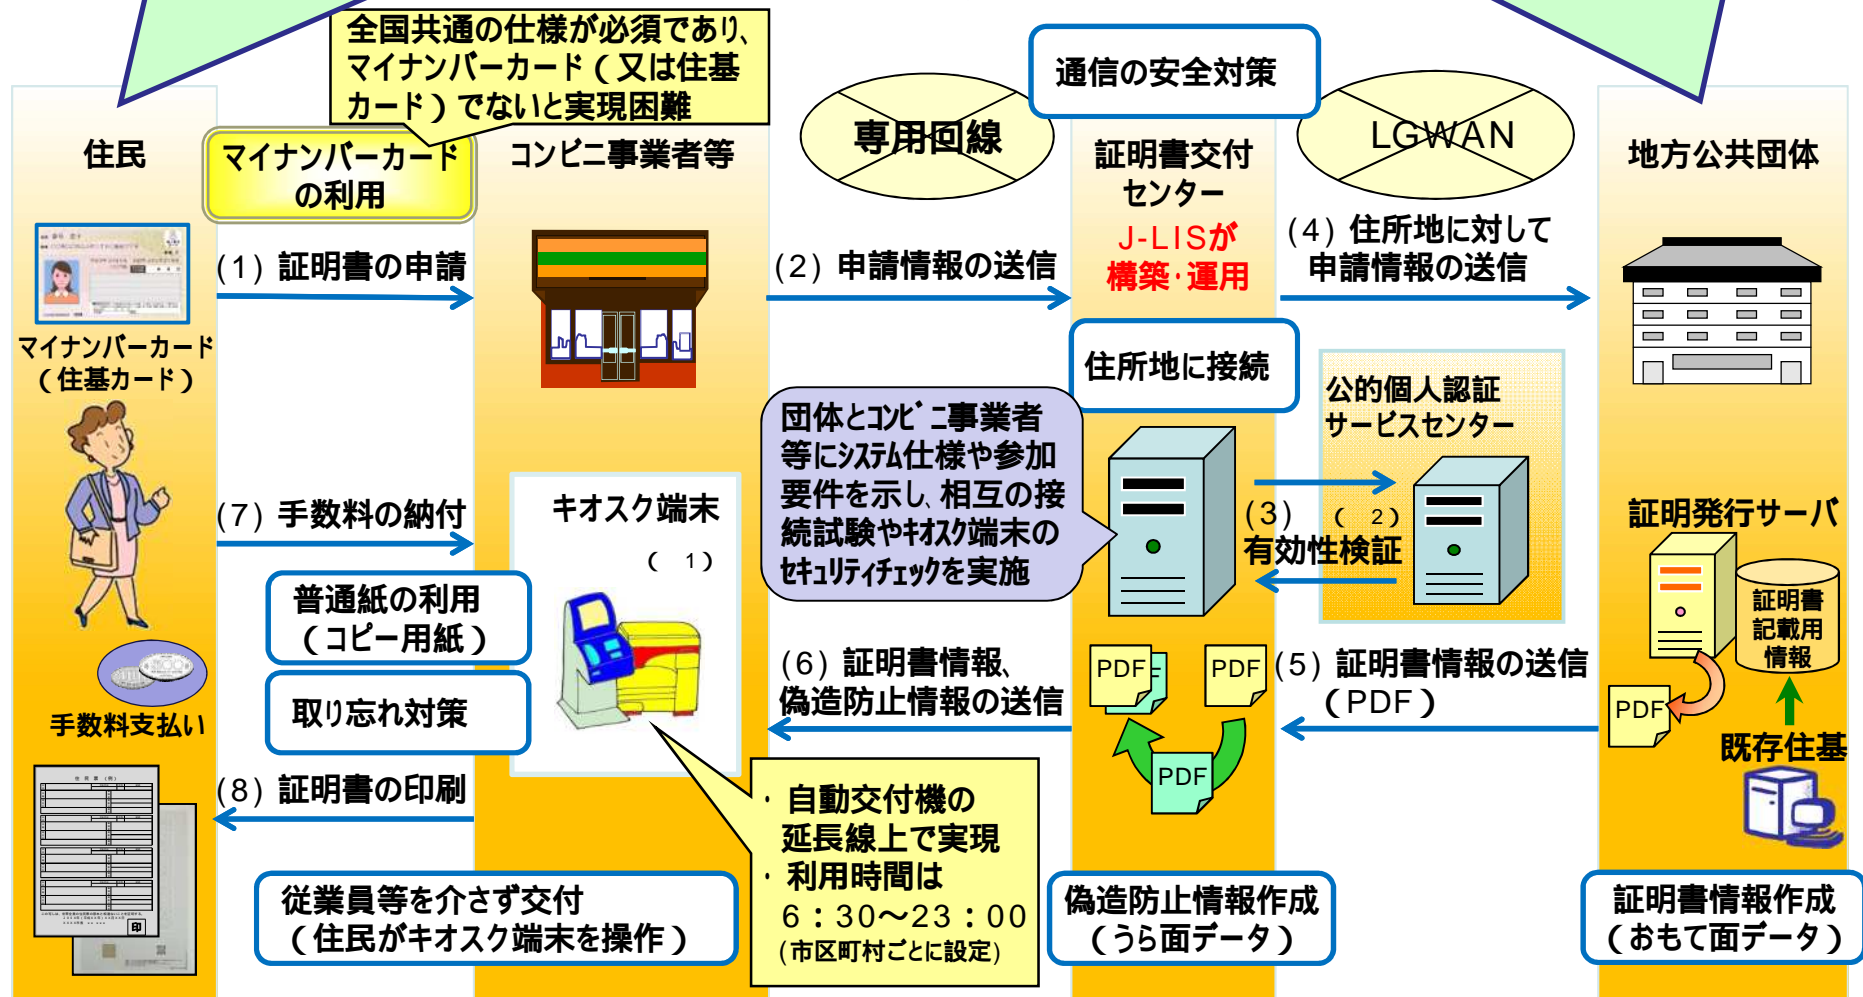 全国共通の仕様が必須であり、
マイナンバーカード（又は住基
カード）でないと実現困難
通信の安全対策
専用回線
LGWAN
住民
マイナンバーカード
の利用
コンビニ事業者等
証明書交付
センター
J-LISが
構築・運用
地方公共団体
(1) 証明書の申請
(2) 申請情報の送信
(4) 住所地に対して
申請情報の送信
マイナンバーカード
（住基カード）
住所地に接続
公的個人認証
サービスセンター
団体とコンビニ事業者
等にシステム仕様や参加
要件を示し、相互の接
続試験やキオスク端末の
セキュリティチェックを実施
(3) （ 2）
有効性検証
(7) 手数料の納付
キオスク端末
（ 1）
証明発行サーバ
証明書
記載用
情報
普通紙の利用
（コピー用紙）
取り忘れ対策
手数料支払い
(6) 証明書情報、
偽造防止情報の送信
PDF
PDF
PDF
(5) 証明書情報の送信
（PDF）
PDF
既存住基
(8) 証明書の印刷
住民票（例）
印
・自動交付機の
延長線上で実現
・利用時間は
6：30～23：00
(市区町村ごとに設定)
従業員等を介さず交付
（住民がキオスク端末を操作）
偽造防止情報作成
（うら面データ）
証明書情報作成
（おもて面データ）